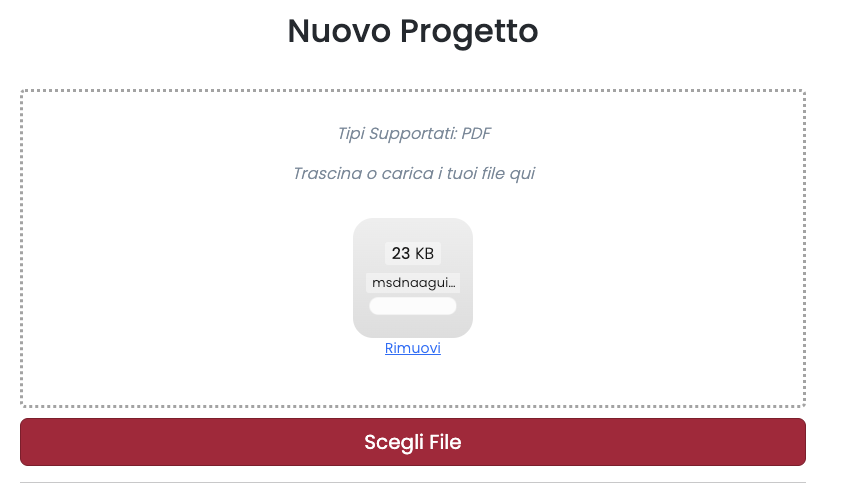 Nuovo Progetto
Tipi Supportati: PDF
Trascina o carica i tuoi file qui
23 KB
msdnaagui...
Rimuovi
Scegli File